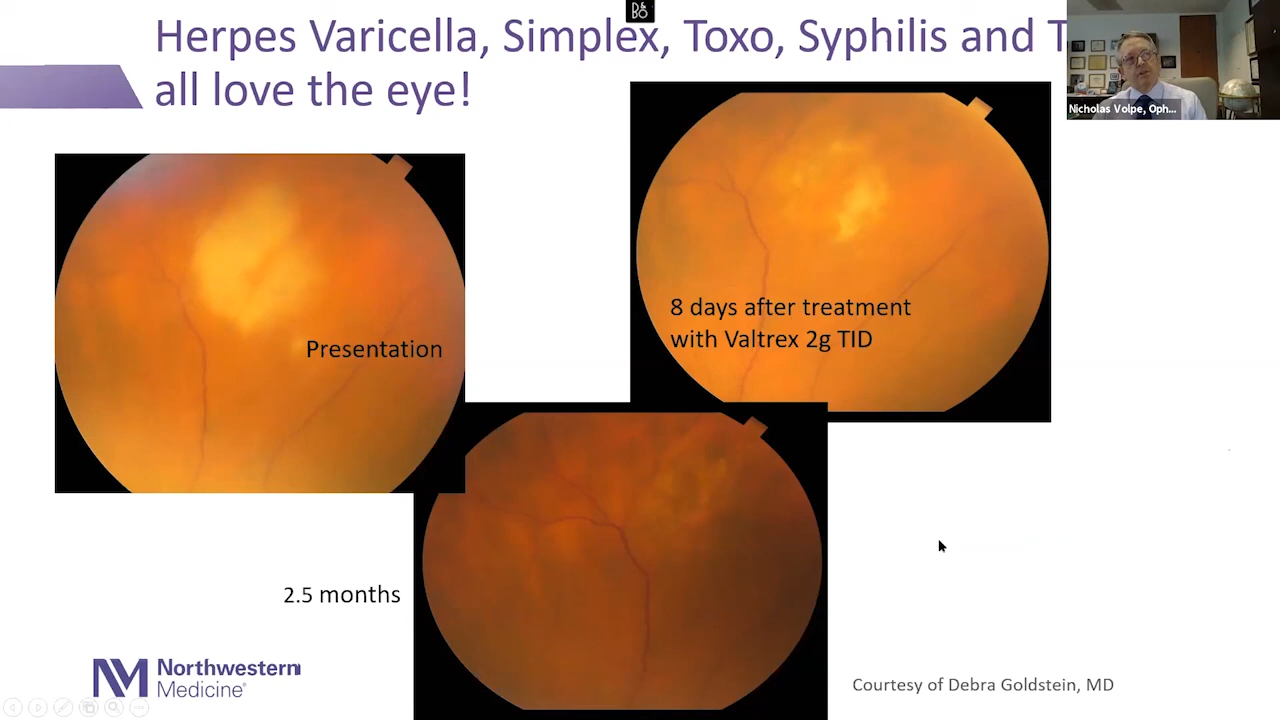 Herpes Varicella, Simplex, Toxo, Syphilis and T
all love the eye!
Nicholas Volpe, Oph...
Presentation
8 days after treatment
with Valtrex 2g TID
2.5 months
Northwestern
Medicine®
Courtesy of Debra Goldstein, MD